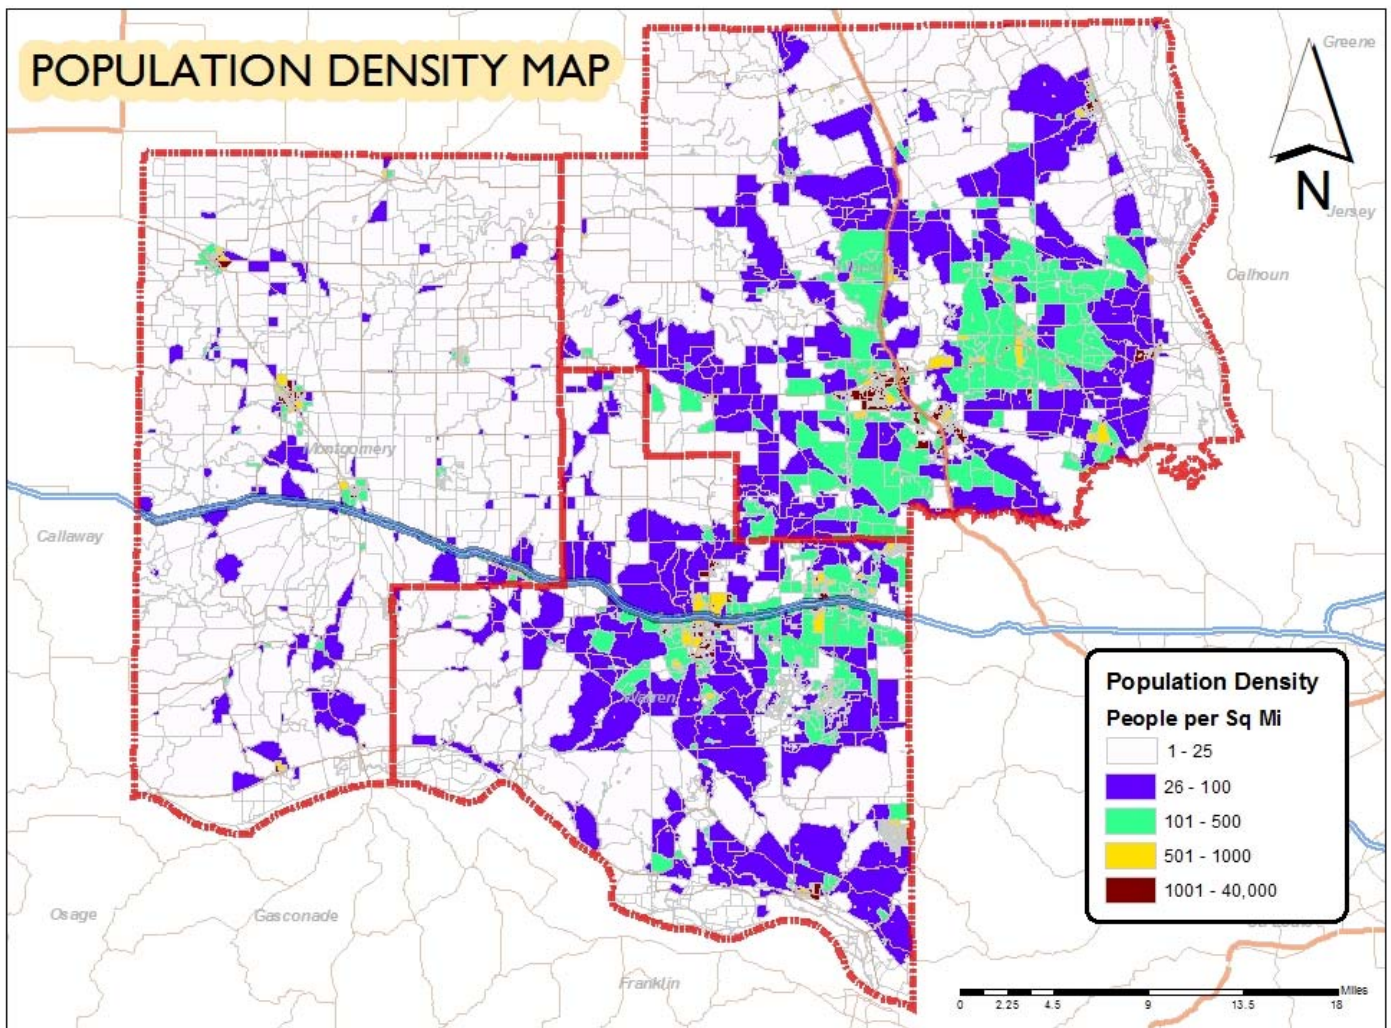 POPULATION DENSITY MAP
Greene
N
Jersey
Calhoun
Montgomery
Callaway
Warren
Population Density
People per Sq Mi
1 - 25
26 - 100
101 - 500
501 - 1000
1001 - 40,000
Osage
Gasconade
Franklin
Miles
0 2.25 4.5 9 13.5 18